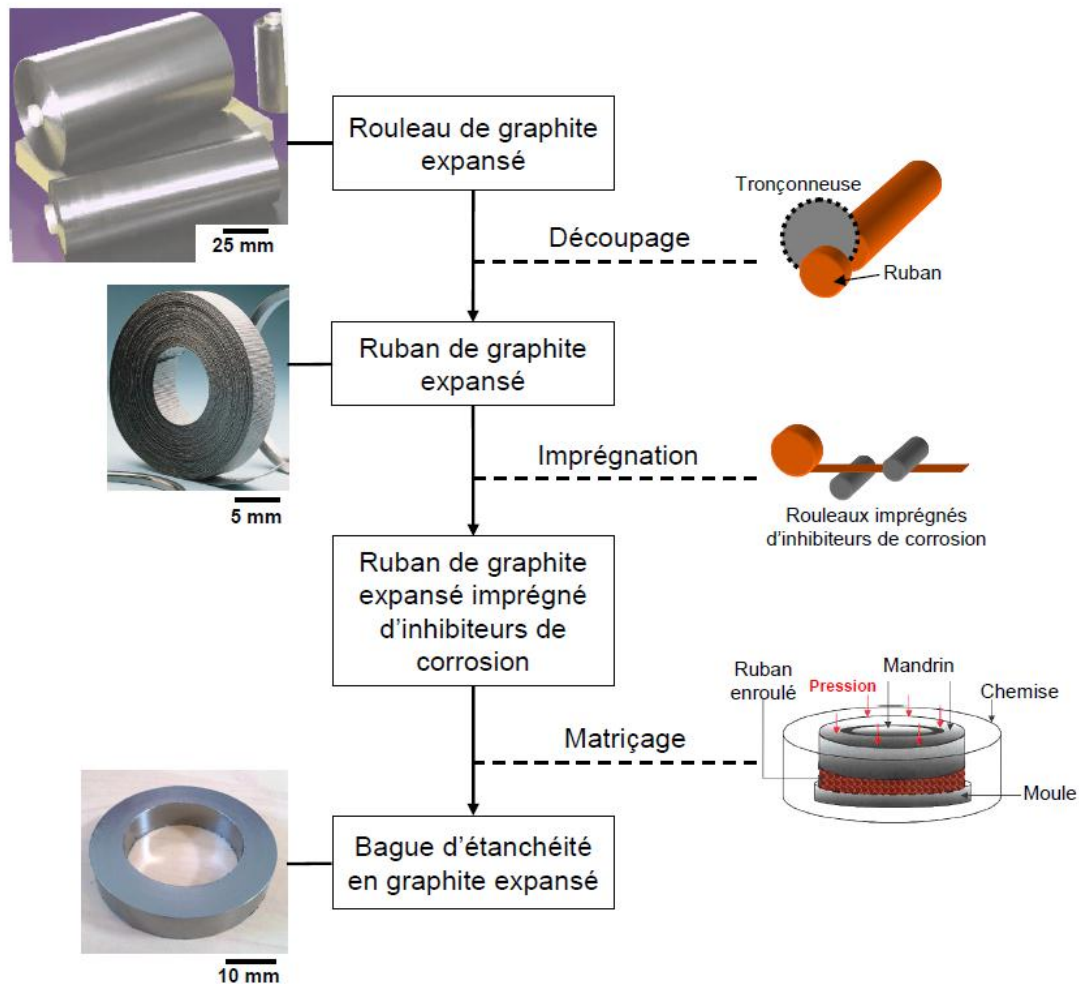 Rouleau de graphite
expansé
25 mm
Tronçonneuse
Découpage
Ruban
Ruban de graphite
expansé
5 mm
Imprégnation
Rouleaux imprégnés
d'inhibiteurs de corrosion
Ruban de graphite
expansé imprégné
d'inhibiteurs de
corrosion
Ruban
enroulé
Pression
Mandrin
Chemise
Matriçage
Moule
Bague d'étanchéité
en graphite expansé
10 mm